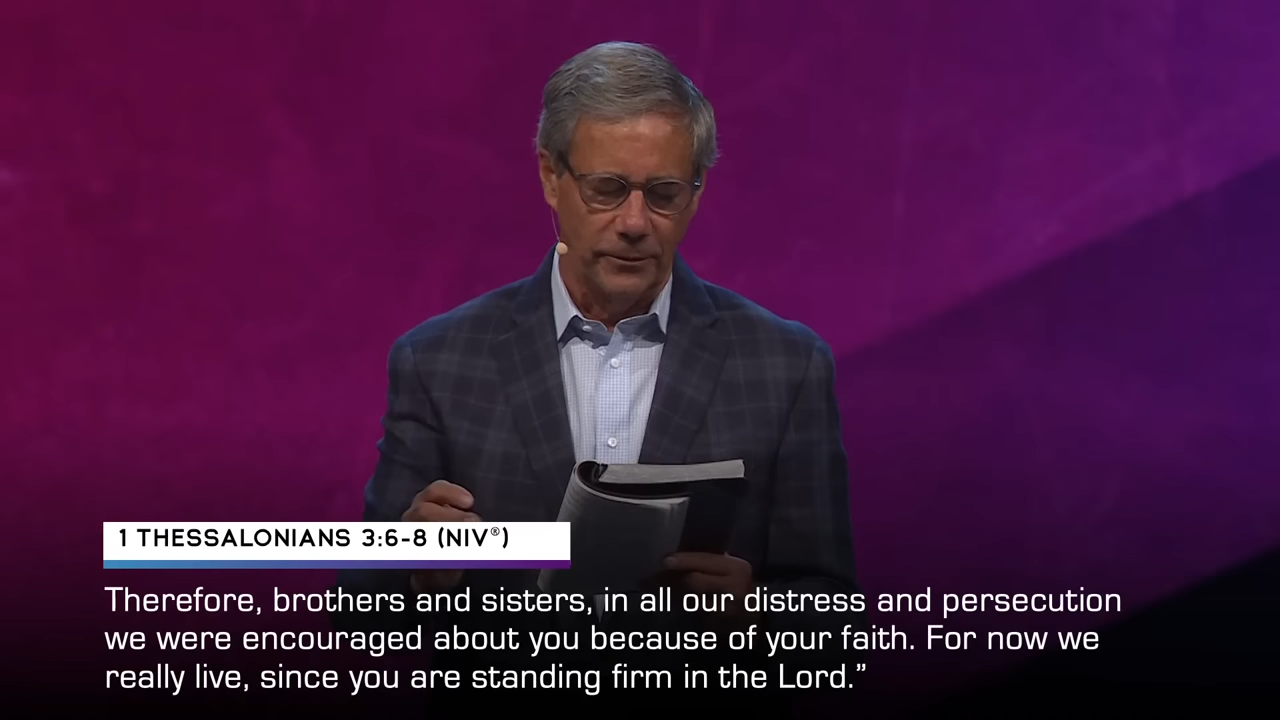 1 THESSALONIANS 3:6-8 (NIV®)
Therefore, brothers and sisters, in all our distress and persecution
we were encouraged about you because of your faith. For now we
really live, since you are standing firm in the Lord.”